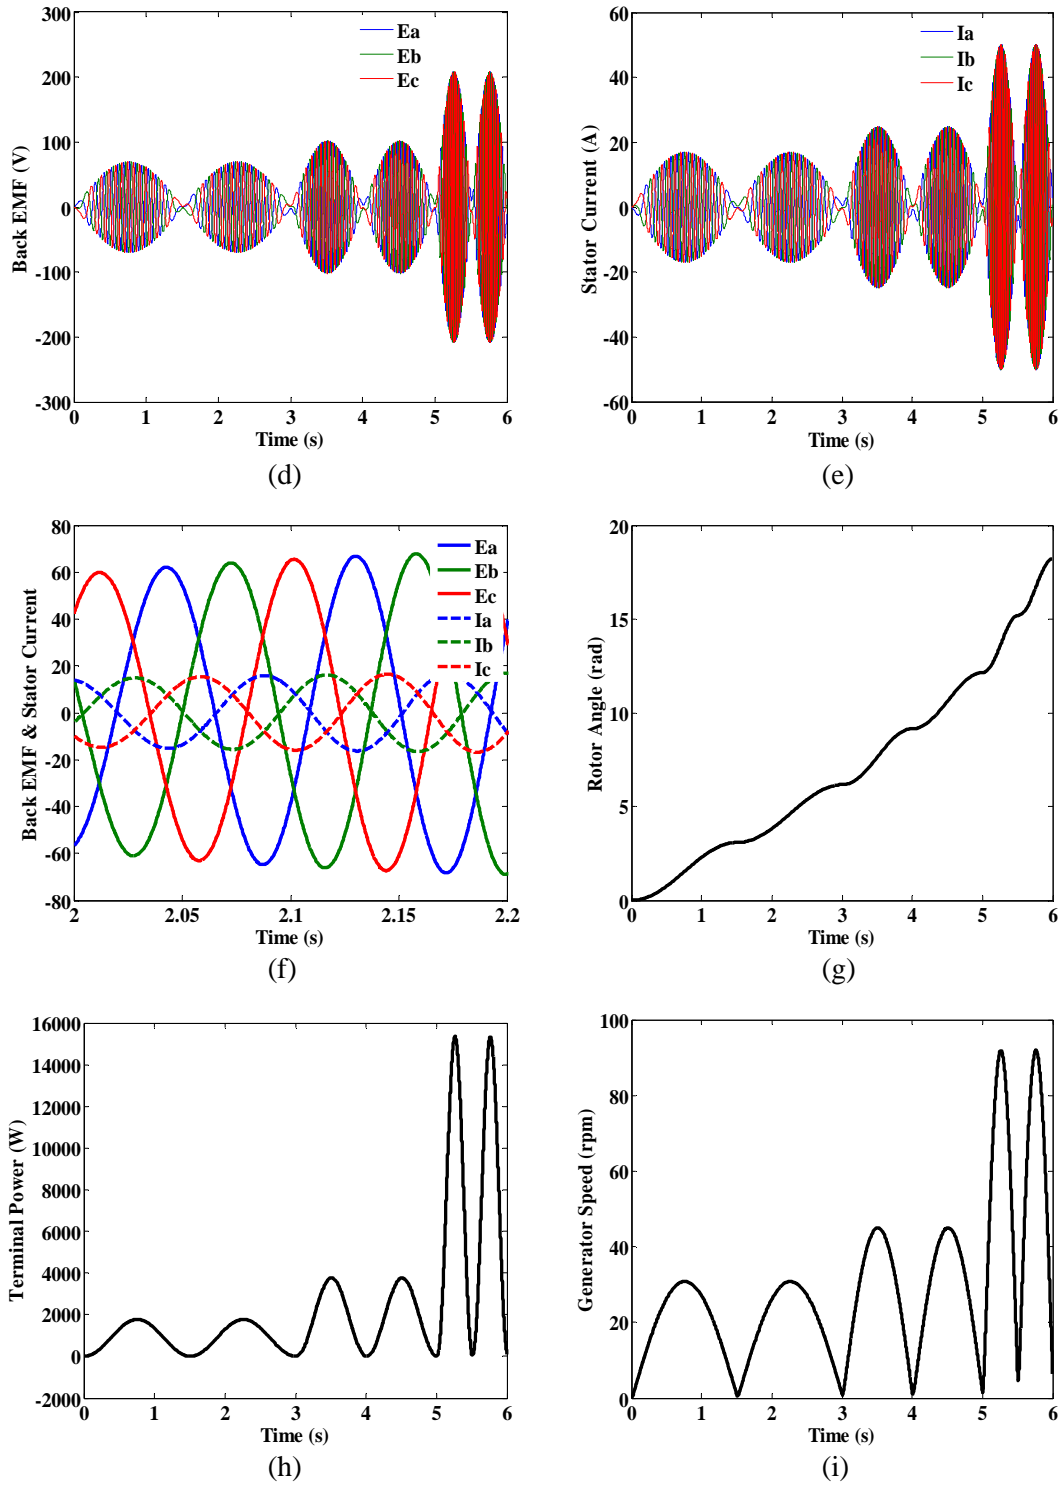 300
200
100
0
-100
-200
-300
Back EMF (V)
Ea
Eb
Ec
0 1 2 3 4 5 6
Time (s)
(d)
60
40
20
0
-20
-40
-60
Stator Current (A)
Ia
Ib
Ic
0 1 2 3 4 5 6
Time (s)
(e)
80
60
40
20
0
-20
-40
-60
-80
Back EMF & Stator Current
Ea
Eb
Ec
Ia
Ib
Ic
2 2.05 2.1 2.15 2.2
Time (s)
(f)
20
15
10
5
0
Rotor Angle (rad)
0 1 2 3 4 5 6
Time (s)
(g)
16000
14000
12000
10000
8000
6000
4000
2000
0
-2000
Terminal Power (W)
0 1 2 3 4 5 6
Time (s)
(h)
100
80
60
40
20
0
Generator Speed (rpm)
0 1 2 3 4 5 6
Time (s)
(i)